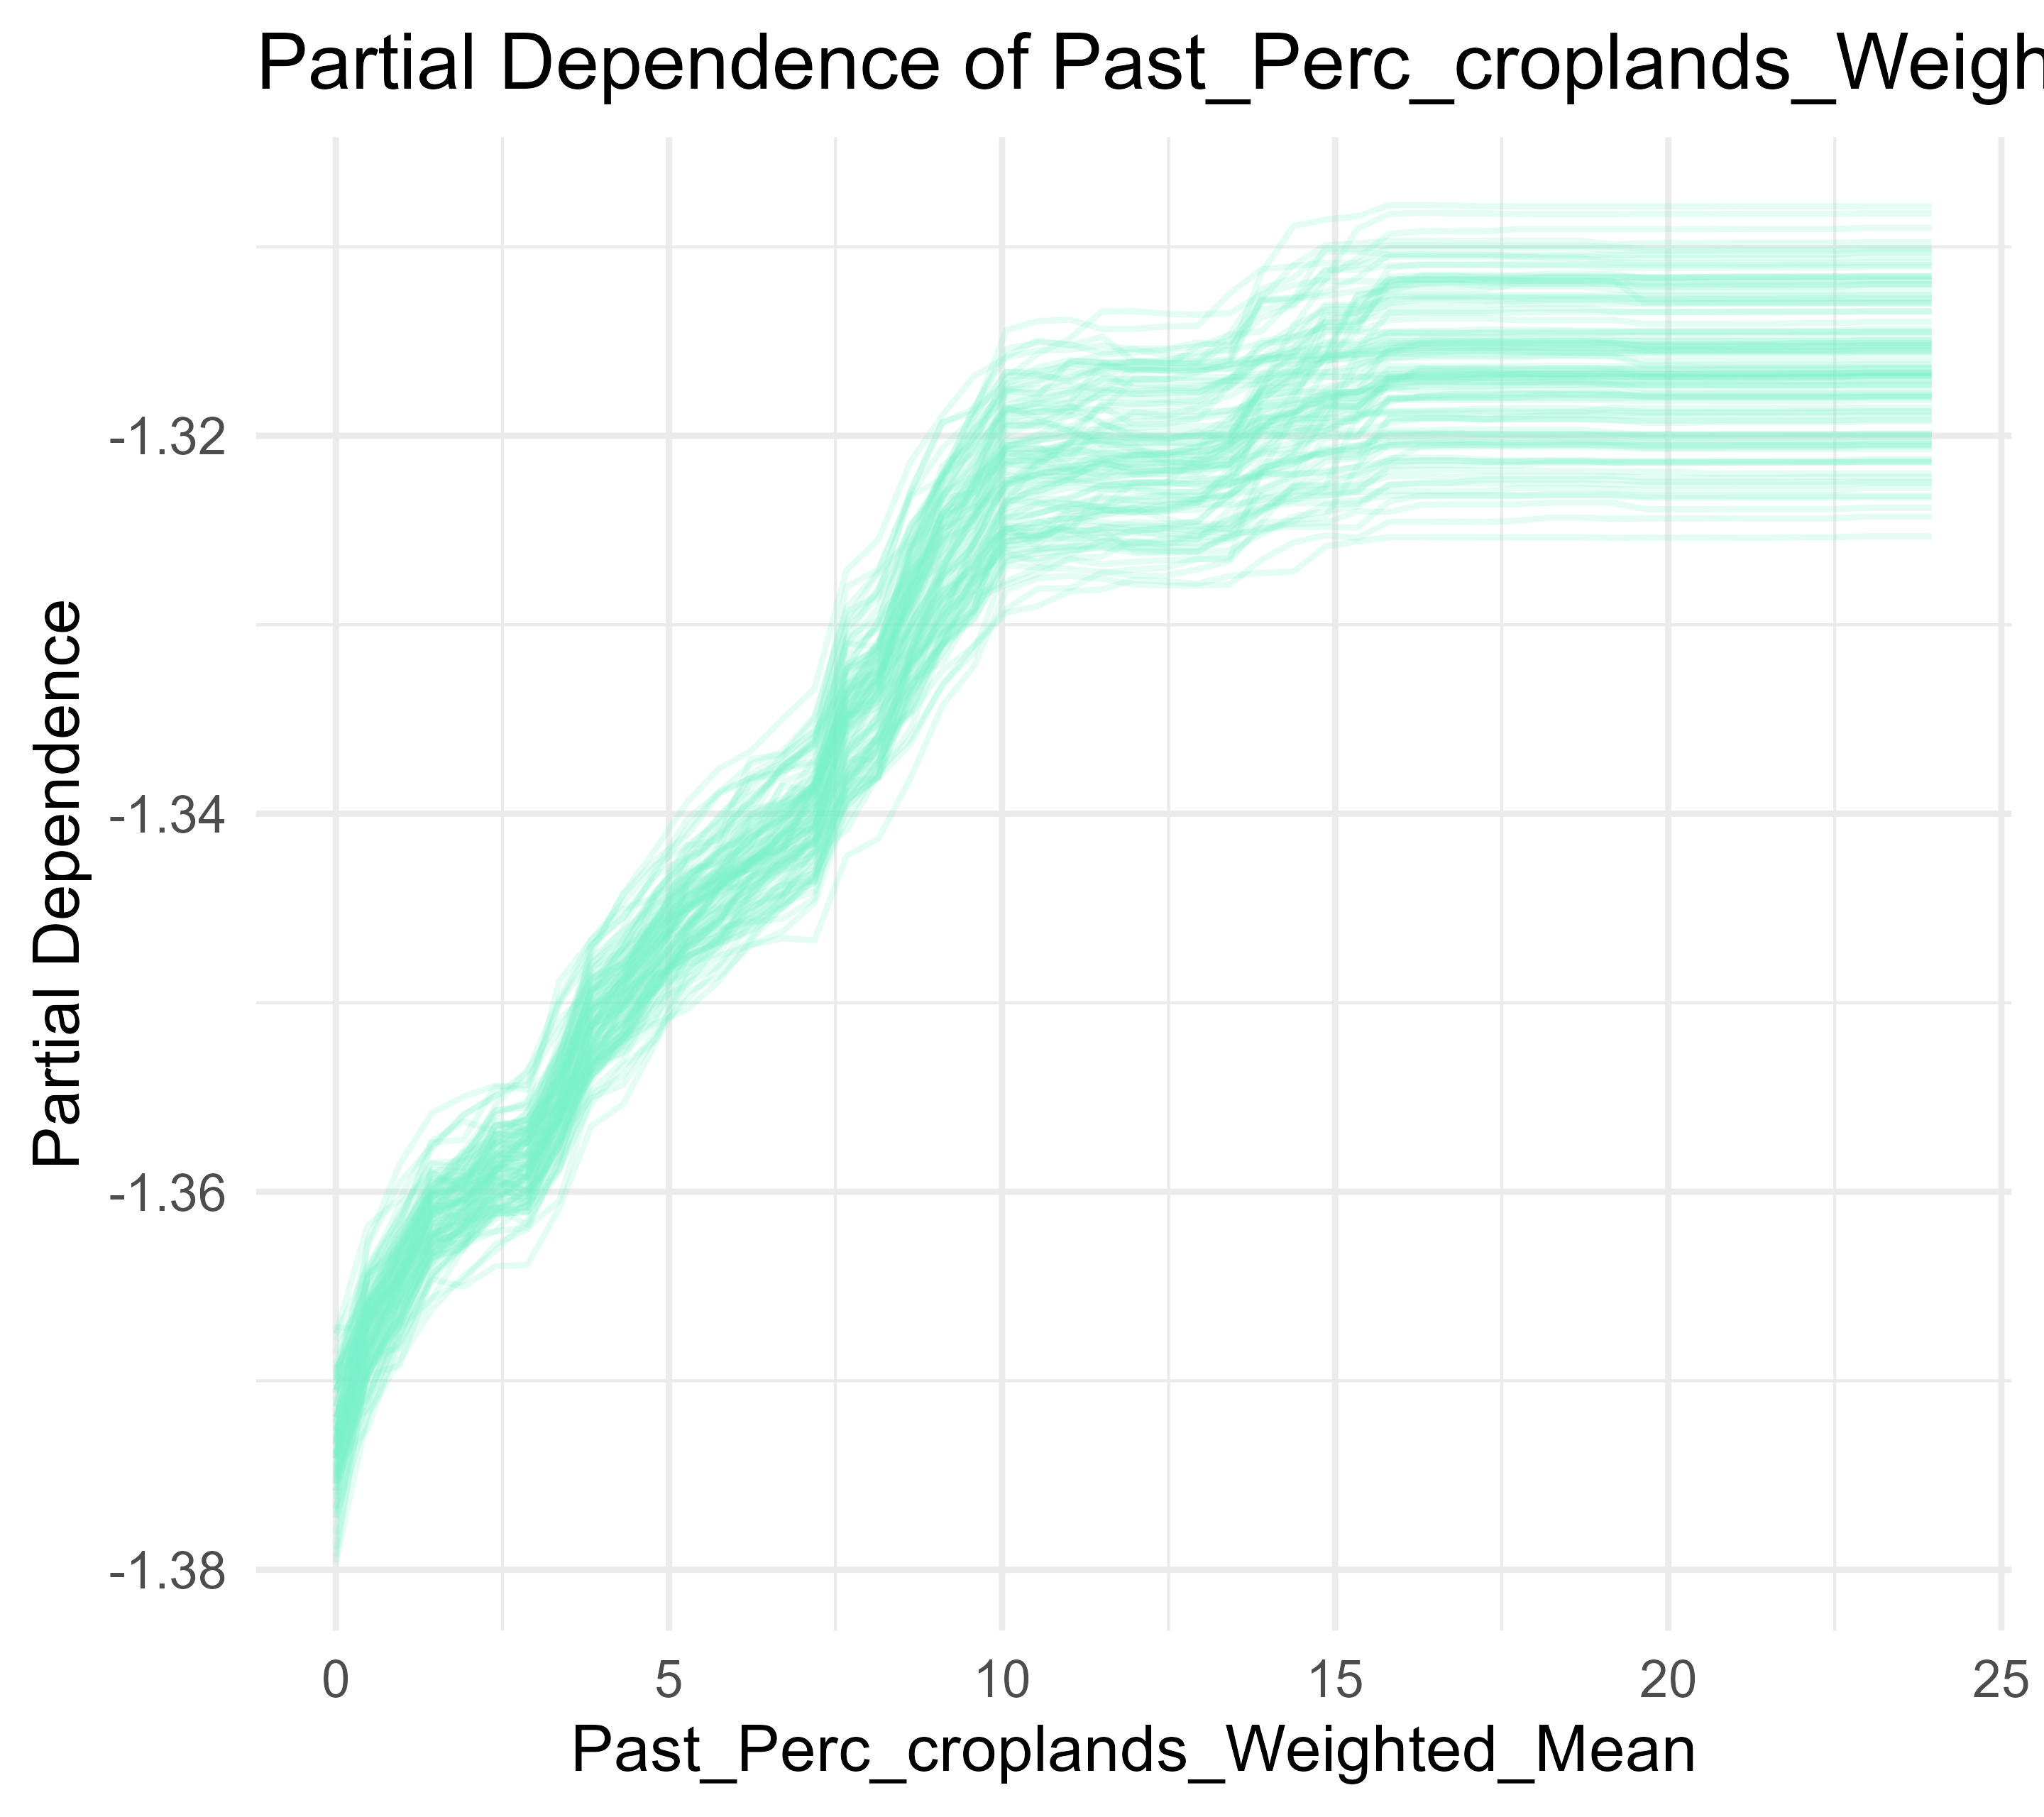 Partial Dependence of Past_Perc_croplands_Weigh
Partial Dependence
-1.32
-1.34
-1.36
-1.38
0 5 10 15 20 25
Past_Perc_croplands_Weighted_Mean